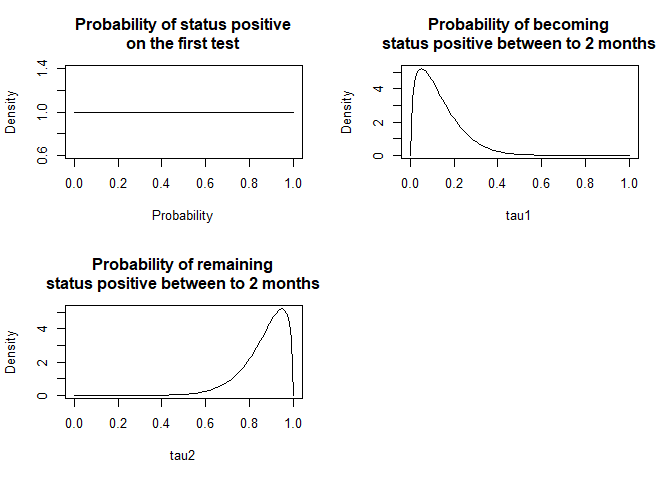 Probability of status positive
on the first test
Density
0.6 1.0 1.4
0.0 0.2 0.4 0.6 0.8 1.0
Probability
Probability of becoming
status positive between to 2 months
Density
0 2 4
0.0 0.2 0.4 0.6 0.8 1.0
tau1
Probability of remaining
status positive between to 2 months
Density
0 2 4
0.0 0.2 0.4 0.6 0.8 1.0
tau2